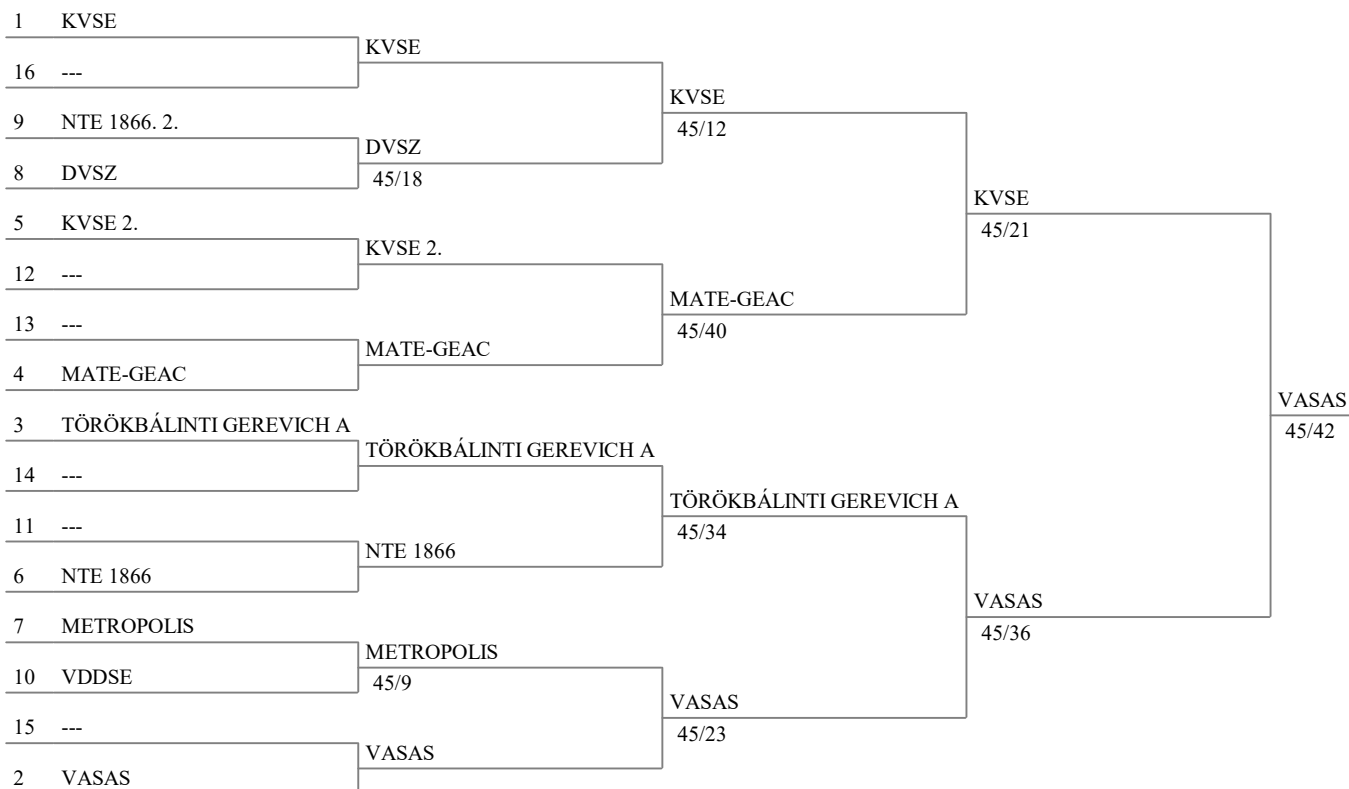 1 KVSE
16 ---
9 NTE 1866. 2.
8 DVSZ
5 KVSE 2.
12 ---
13 ---
4 MATE-GEAC
3 TÖRÖKBÁLINTI GEREVICH A
14 ---
11 ---
6 NTE 1866
7 METROPOLIS
10 VDDSE
15 ---
2 VASAS
KVSE
DVSZ
45/18
KVSE 2.
MATE-GEAC
TÖRÖKBÁLINTI GEREVICH A
NTE 1866
METROPOLIS
45/9
VASAS
KVSE
45/12
MATE-GEAC
45/40
TÖRÖKBÁLINTI GEREVICH A
45/34
VASAS
45/23
KVSE
45/21
VASAS
45/36
VASAS
45/42